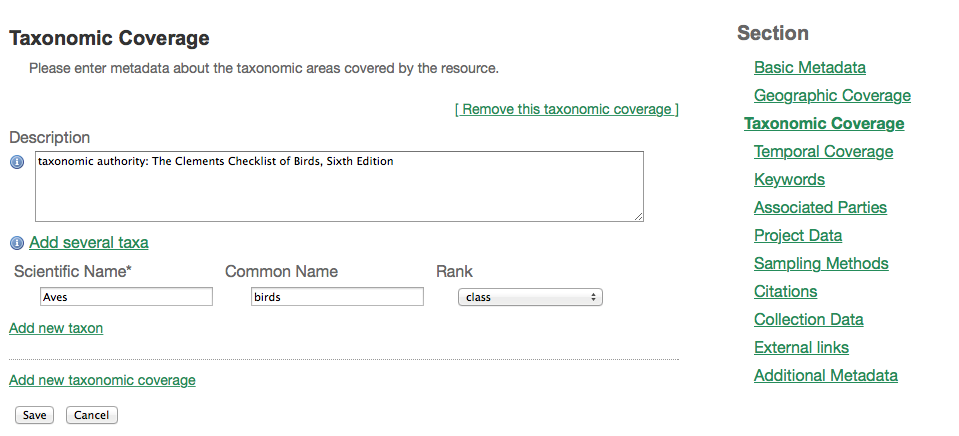 Taxonomic Coverage
Please enter metadata about the taxonomic areas covered by the resource.
[ Remove this taxonomic coverage ]
Description
taxonomic authority: The Clements Checklist of Birds, Sixth Edition
Add several taxa
Scientific Name* Common Name Rank
Aves birds class
Add new taxon
Add new taxonomic coverage
Save Cancel
Section
Basic Metadata
Geographic Coverage
Taxonomic Coverage
Temporal Coverage
Keywords
Associated Parties
Project Data
Sampling Methods
Citations
Collection Data
External links
Additional Metadata